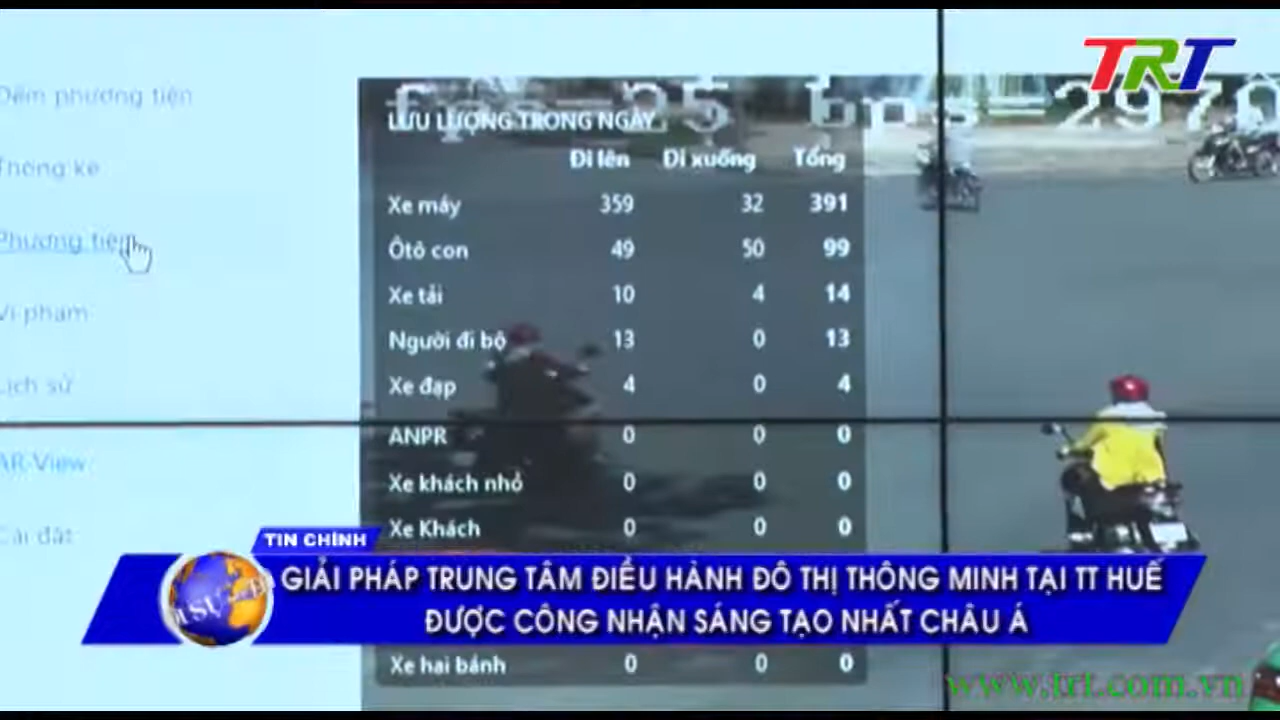 TRT
Đếm phương tiện
fps=25 bps=2970
LƯU LƯỢNG TRONG NGÀY
Đi lên Đi xuống Tổng
Thống kê
Xe máy 359 32 391
Phương tiện
Ôtô con 49 50 99
Xe tải 10 4 14
Vi phạm
Người đi bộ 13 0 13
Lịch sử
Xe đạp 4 0 4
ANPR 0 0 0
AR-View
Xe khách nhỏ 0 0 0
Xe Khách 0 0 0
Cài đặt
TIN CHÍNH
GIẢI PHÁP TRUNG TÂM ĐIỀU HÀNH ĐÔ THỊ THÔNG MINH TẠI TT HUẾ
ĐƯỢC CÔNG NHẬN SÁNG TẠO NHẤT CHÂU Á
Xe hai bánh 0 0 0
www.trt.com.vn